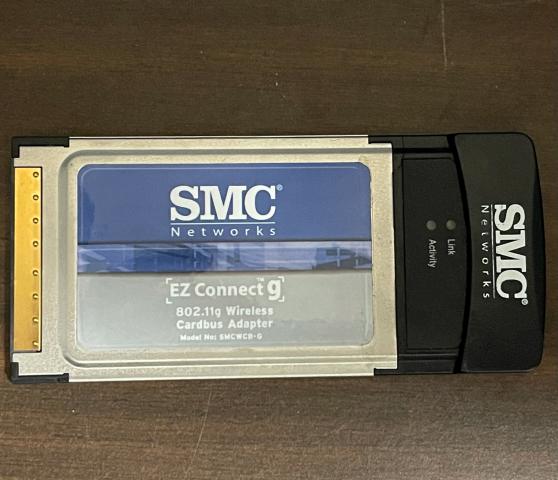 SMC®
Networks
EZ Connect™ g
802.11g Wireless
Cardbus Adapter
Model No: SMCWCB-G
Link
Activity
SMC®
Networks